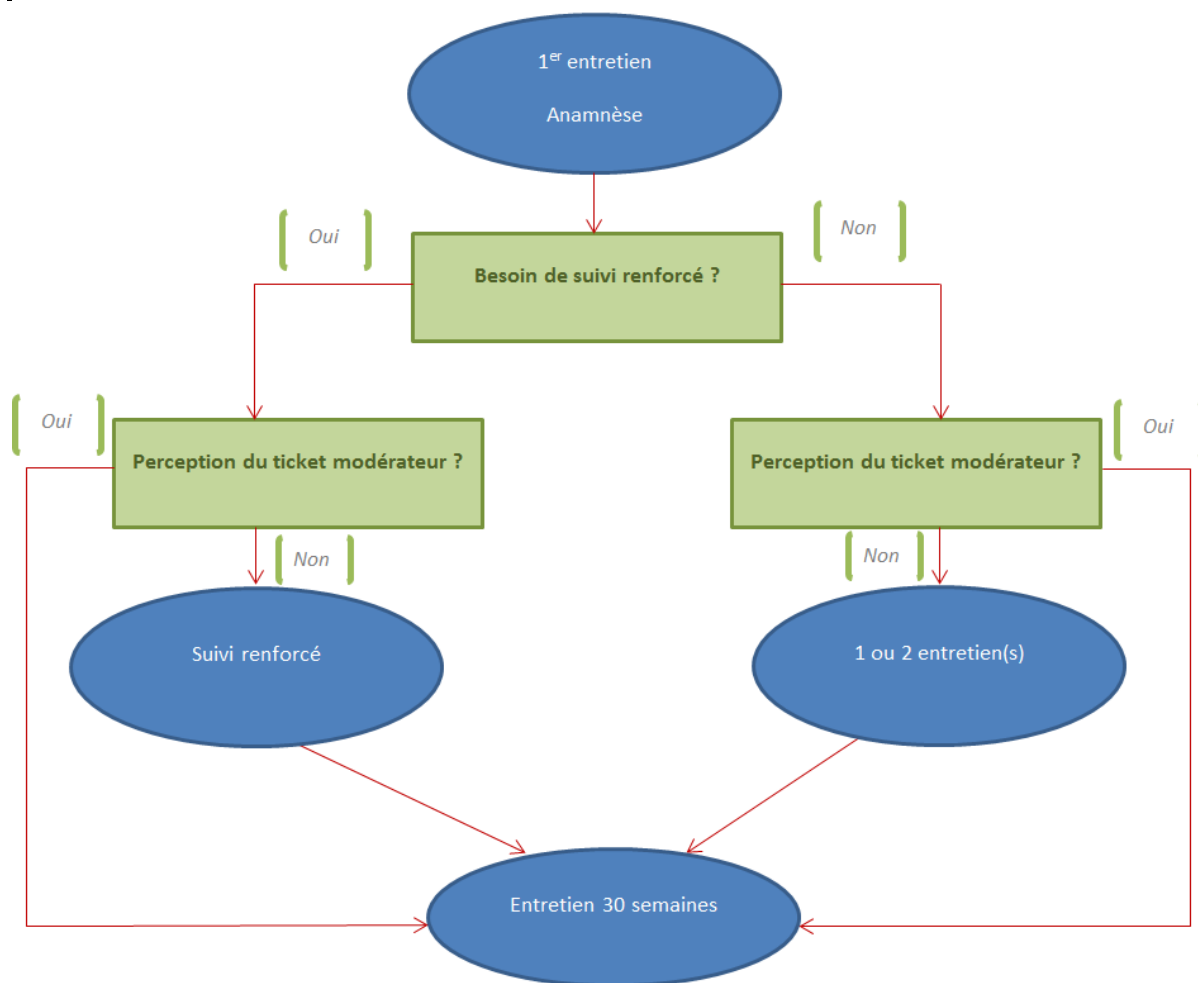 1er entretien
Anamnèse
Oui
Non
Besoin de suivi renforcé ?
Oui
Oui
Perception du ticket modérateur ?
Perception du ticket modérateur ?
Non
Non
Suivi renforcé
1 ou 2 entretien(s)
Entretien 30 semaines